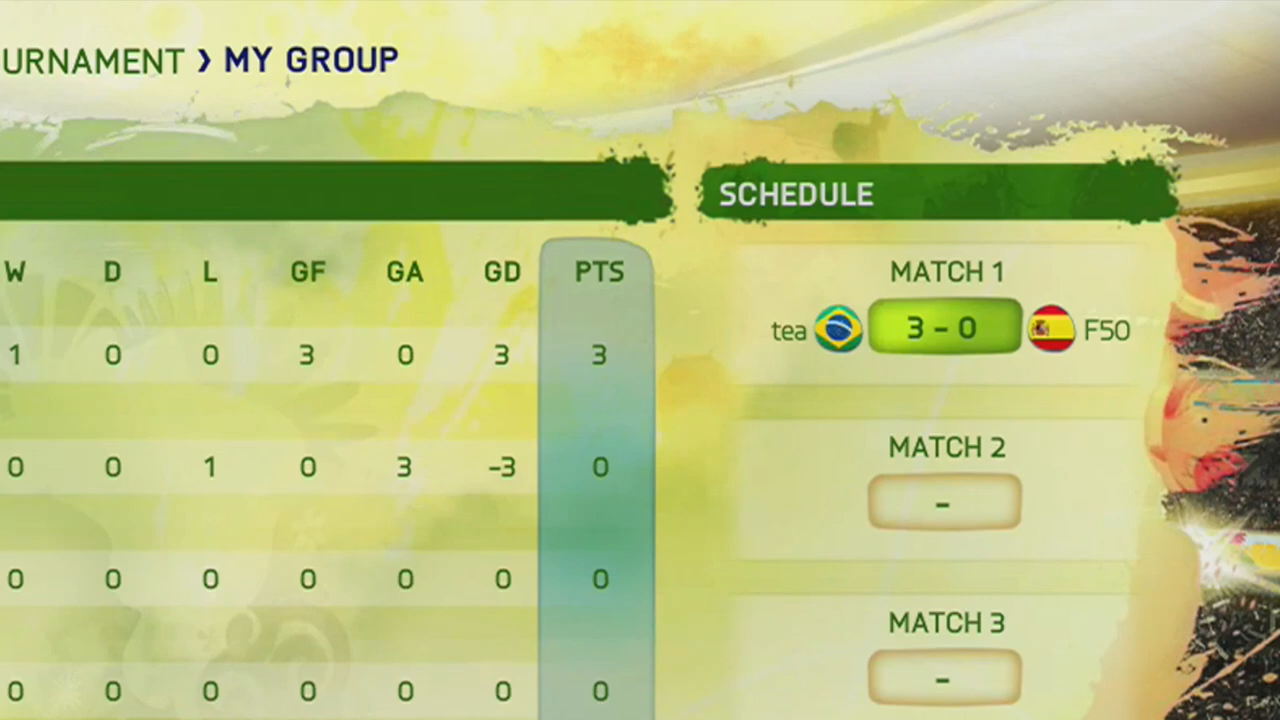 URNAMENT › MY GROUP
SCHEDULE
W D L GF GA GD PTS
1 0 0 3 0 3 3
0 0 1 0 3 -3 0
0 0 0 0 0 0 0
0 0 0 0 0 0 0
MATCH 1
tea 3 - 0 F50
MATCH 2
-
MATCH 3
-